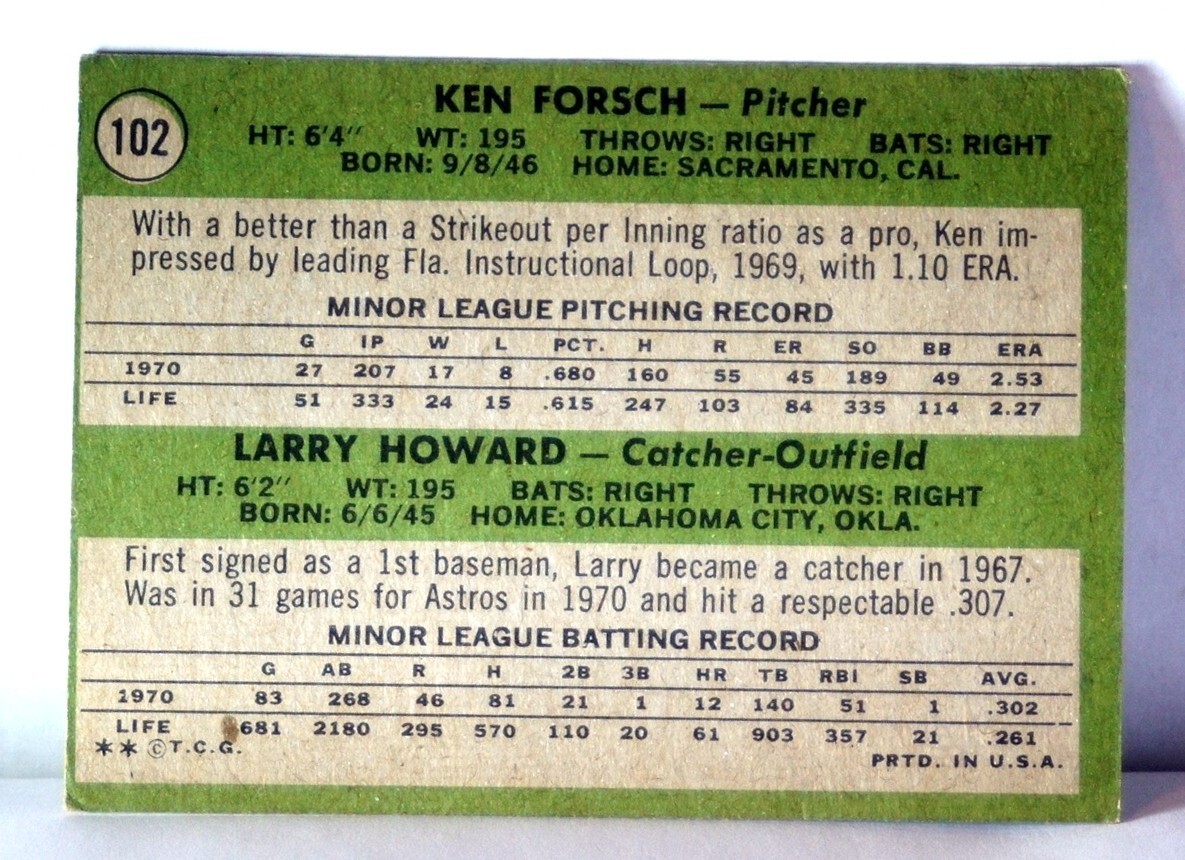 102
KEN FORSCH — Pitcher
HT: 6'4" WT: 195 THROWS: RIGHT BATS: RIGHT
BORN: 9/8/46 HOME: SACRAMENTO, CAL.
With a better than a Strikeout per Inning ratio as a pro, Ken im-
pressed by leading Fla. Instructional Loop, 1969, with 1.10 ERA.
MINOR LEAGUE PITCHING RECORD
G IP W L PCT. H R ER SO BB ERA
1970 27 207 17 8 .680 160 55 45 189 49 2.53
LIFE 51 333 24 15 .615 247 103 84 335 114 2.27
LARRY HOWARD — Catcher-Outfield
HT: 6'2" WT: 195 BATS: RIGHT THROWS: RIGHT
BORN: 6/6/45 HOME: OKLAHOMA CITY, OKLA.
First signed as a 1st baseman, Larry became a catcher in 1967.
Was in 31 games for Astros in 1970 and hit a respectable .307.
MINOR LEAGUE BATTING RECORD
G AB R H 2B 3B HR TB RBI SB AVG.
1970 83 268 46 81 21 1 12 140 51 1 .302
LIFE 681 2180 295 570 110 20 61 903 357 21 .261
** ©T.C.G. PRTD. IN U.S.A.